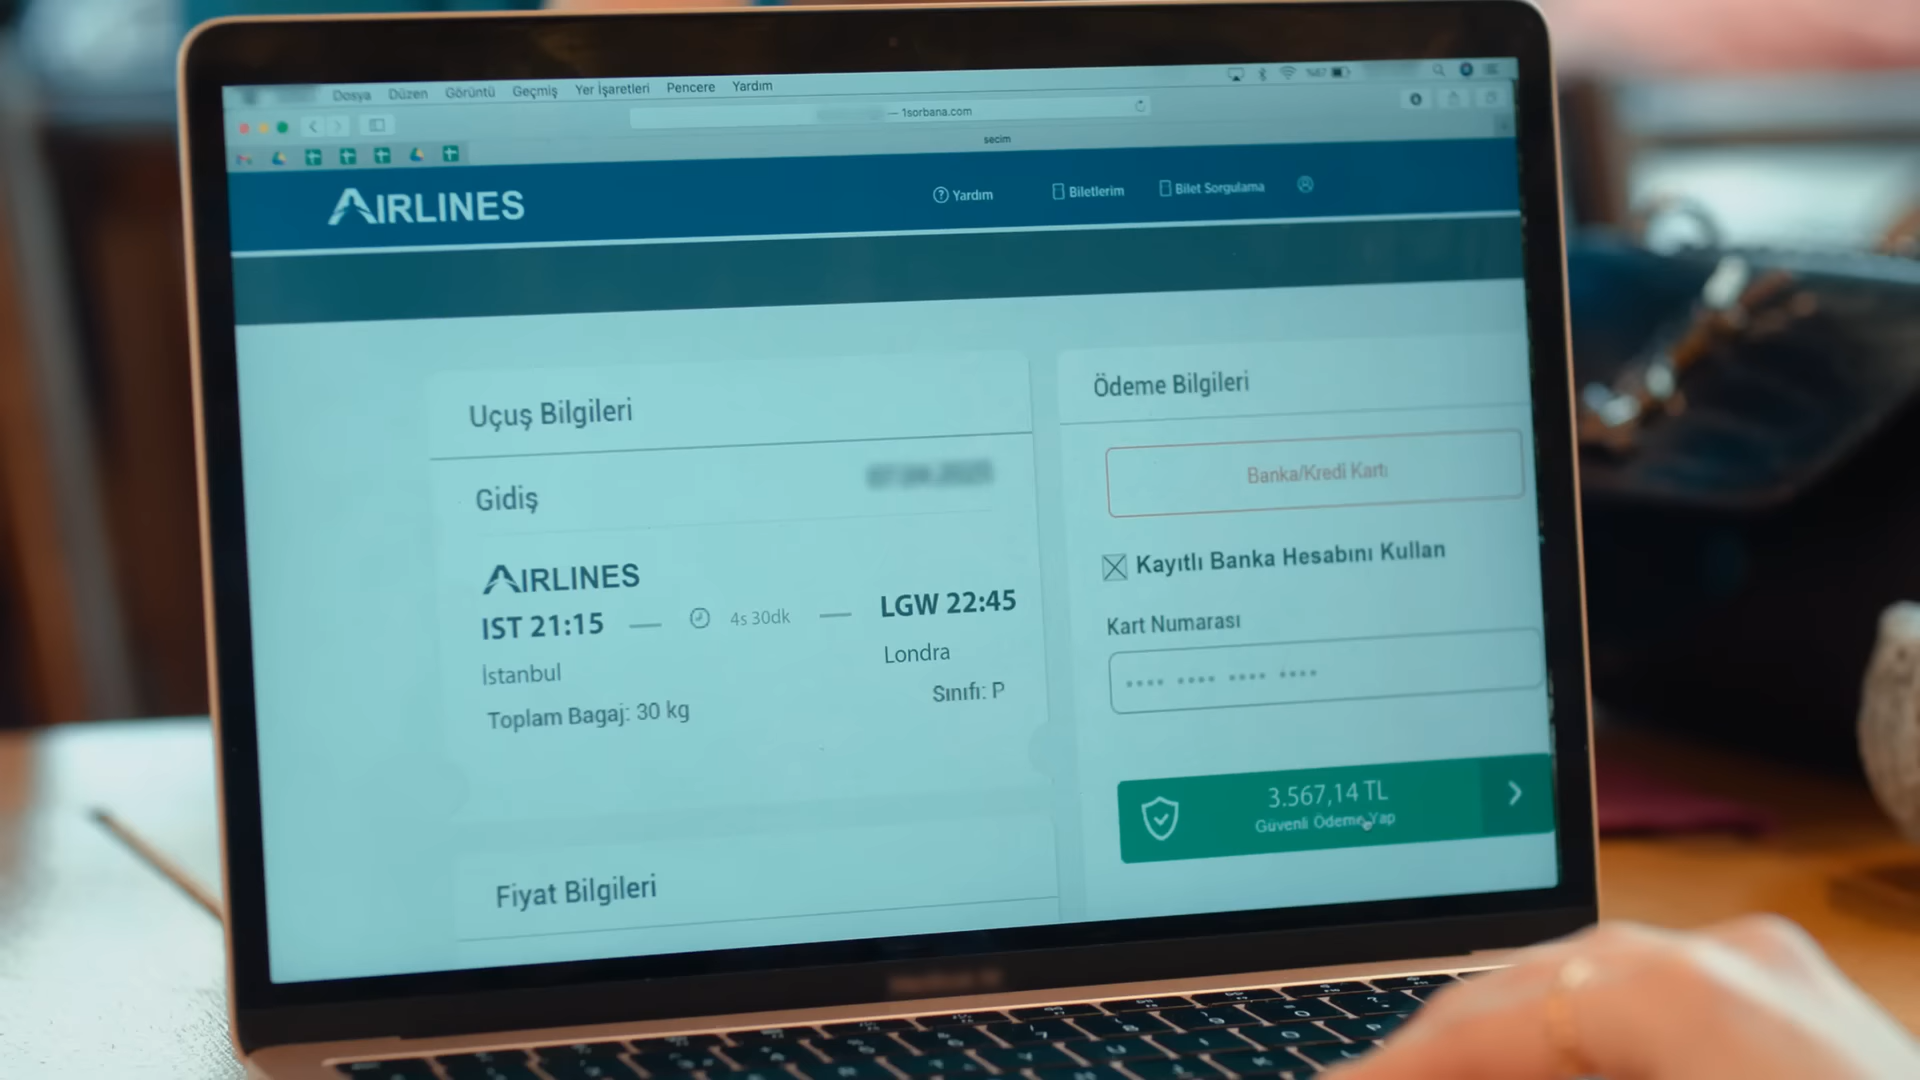 Dosya Düzen Görüntü Geçmiş Yer İşaretleri Pencere Yardım
— 1sorbana.com
secim
AIRLINES
Yardım Biletlerim Bilet Sorgulama
Uçuş Bilgileri
Gidiş
AIRLINES
IST 21:15 — 4s 30dk — LGW 22:45
İstanbul Londra
Toplam Bagaj: 30 kg Sınıfı: P
Fiyat Bilgileri
Ödeme Bilgileri
Banka/Kredi Kartı
Kayıtlı Banka Hesabını Kullan
Kart Numarası
3.567,14 TL
Güvenli Ödeme Yap